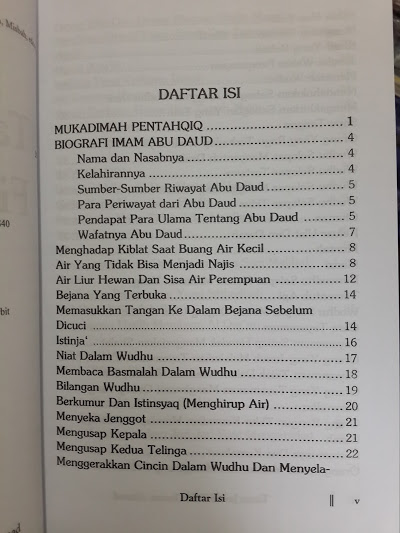 DAFTAR ISI
MUKADIMAH PENTAHQIQ ........................ 1
BIOGRAFI IMAM ABU DAUD ........................ 4
Nama dan Nasabnya ........................ 4
Kelahirannya ........................ 4
Sumber-Sumber Riwayat Abu Daud ........................ 5
Para Periwayat dari Abu Daud ........................ 5
Pendapat Para Ulama Tentang Abu Daud ........................ 5
Wafatnya Abu Daud ........................ 7
Menghadap Kiblat Saat Buang Air Kecil ........................ 8
Air Yang Tidak Bisa Menjadi Najis ........................ 8
Air Liur Hewan Dan Sisa Air Perempuan ........................ 12
Bejana Yang Terbuka ........................ 14
Memasukkan Tangan Ke Dalam Bejana Sebelum
Dicuci ........................ 14
Istinja' ........................ 16
Niat Dalam Wudhu ........................ 17
Membaca Basmalah Dalam Wudhu ........................ 18
Bilangan Wudhu ........................ 19
Berkumur Dan Istinsyaq (Menghirup Air) ........................ 20
Menyeka Jenggot ........................ 21
Mengusap Kepala ........................ 21
Mengusap Kedua Telinga ........................ 22
Menggerakkan Cincin Dalam Wudhu Dan Menyela-
Daftar Isi || v